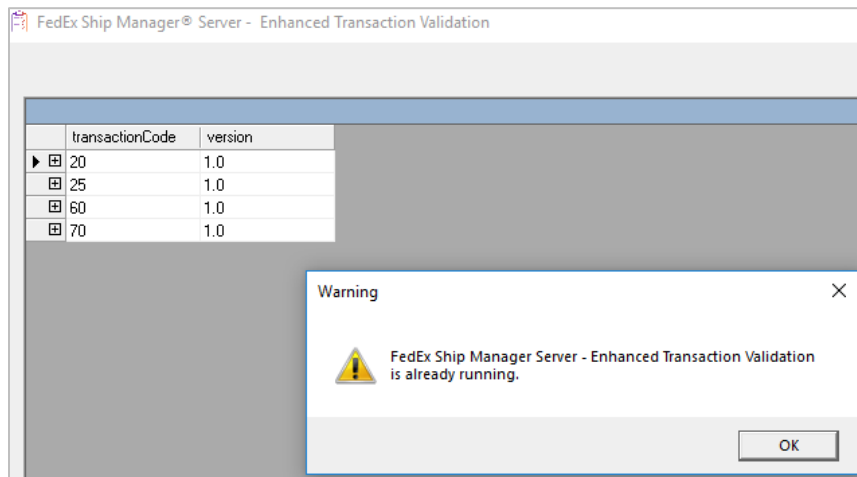 FedEx Ship Manager® Server - Enhanced Transaction Validation
transactionCode version
20 1.0
25 1.0
60 1.0
70 1.0
Warning
FedEx Ship Manager Server - Enhanced Transaction Validation
is already running.
OK